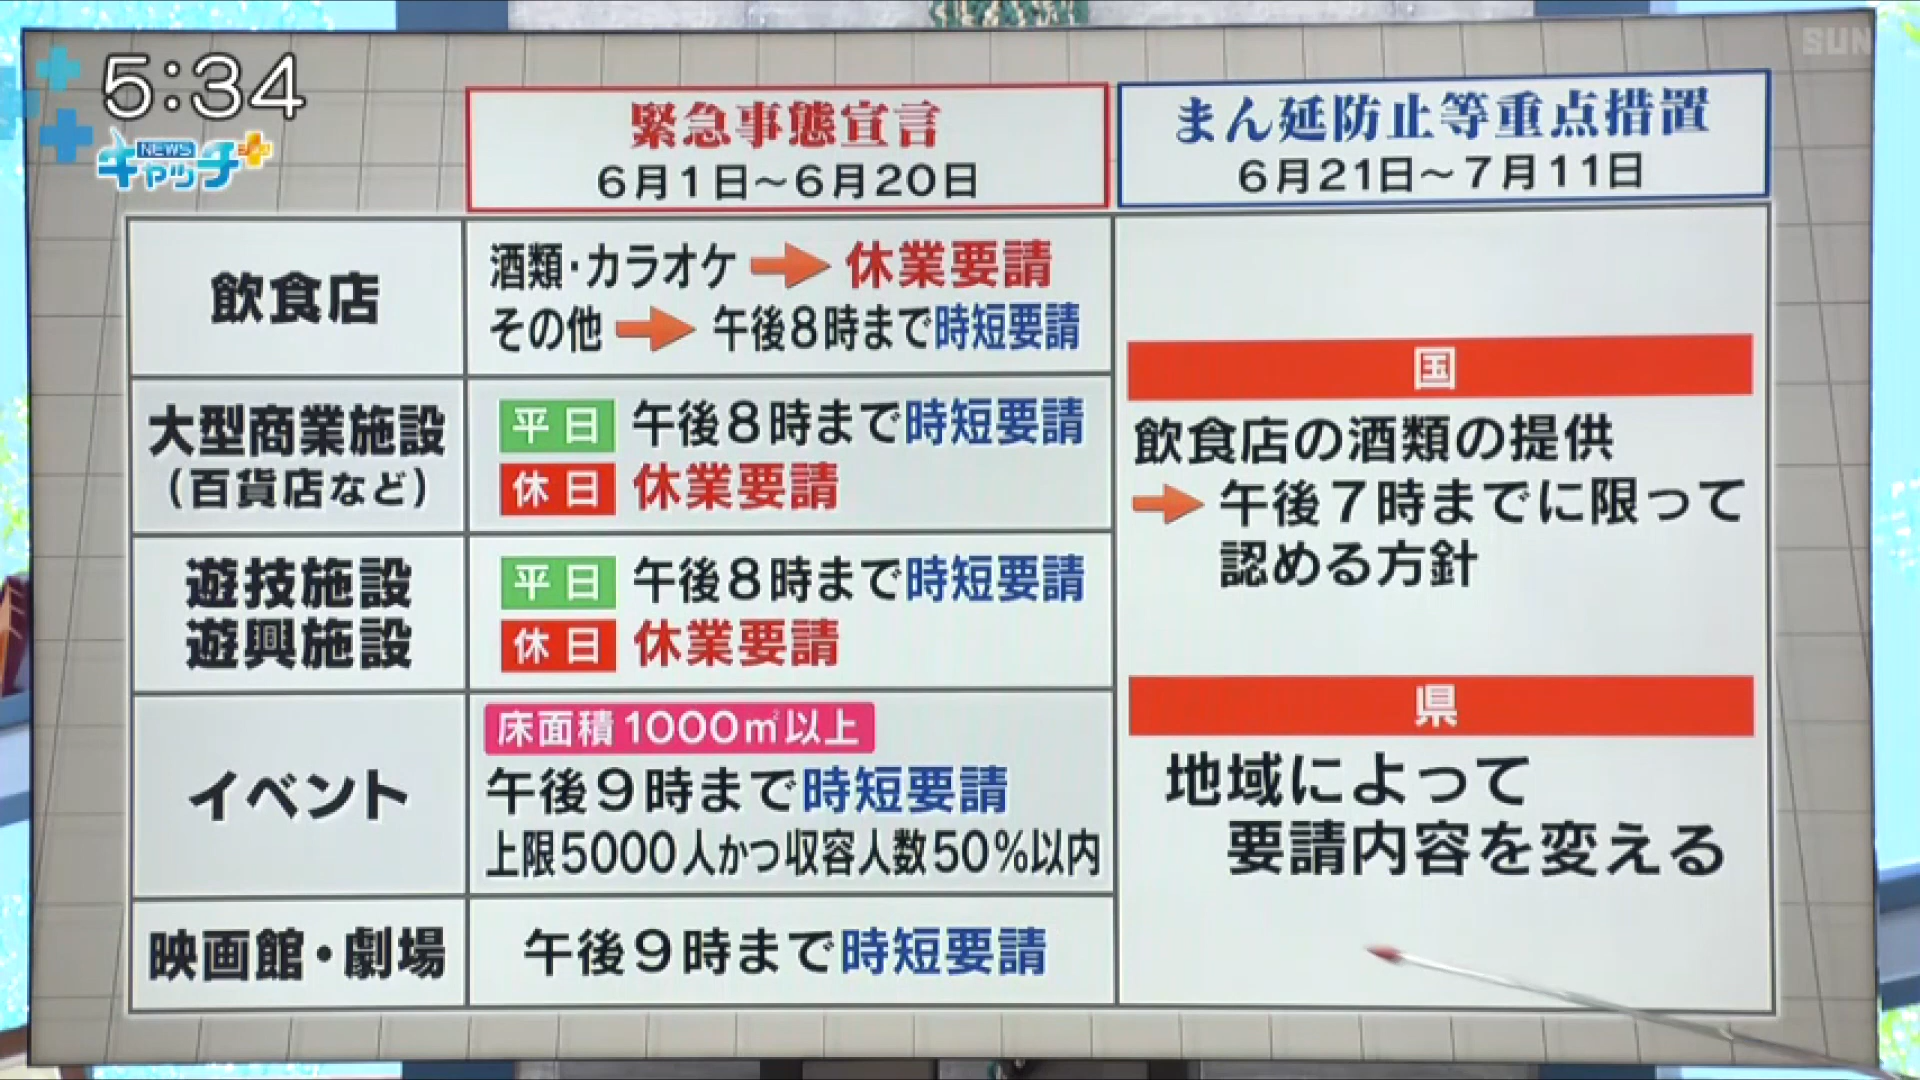 5:34
NEWS
キャッチ+
SUN
緊急事態宣言
6月1日~6月20日
まん延防止等重点措置
6月21日~7月11日
飲食店
酒類・カラオケ→休業要請
その他→午後8時まで時短要請
大型商業施設
(百貨店など)
平日 午後8時まで時短要請
休日 休業要請
遊技施設
遊興施設
平日 午後8時まで時短要請
休日 休業要請
イベント
床面積1000㎡以上
午後9時まで時短要請
上限5000人かつ収容人数50%以内
映画館・劇場
午後9時まで時短要請
国
飲食店の酒類の提供
→午後7時までに限って
認める方針
県
地域によって
要請内容を変える